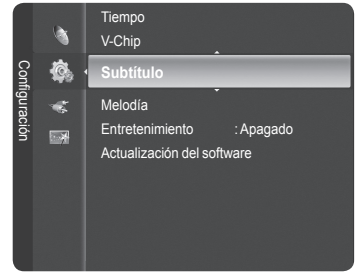 Configuración
Tiempo
V-Chip
Subtítulo
Melodía
Entretenimiento : Apagado
Actualización del software